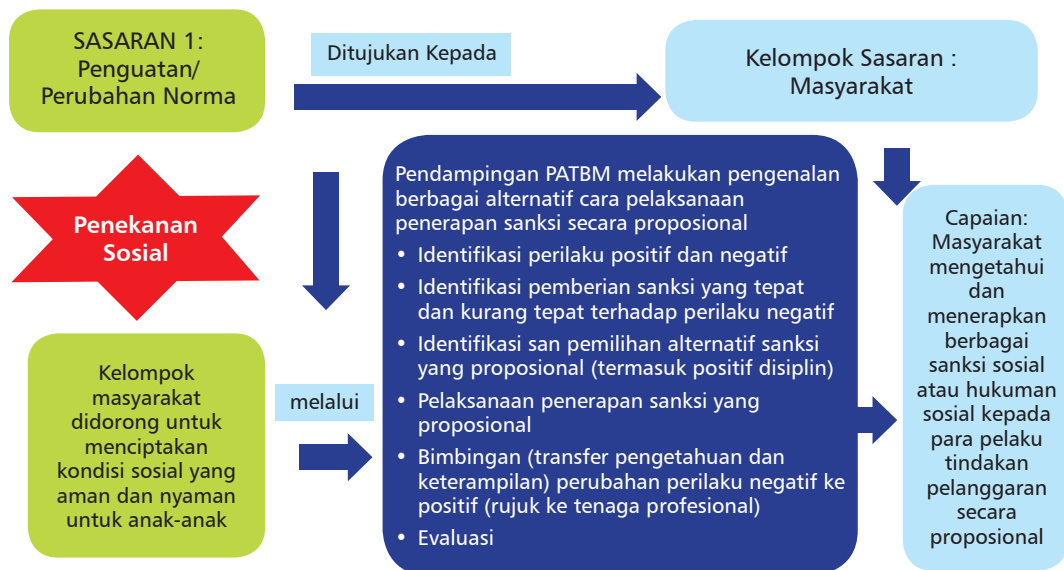 SASARAN 1:
Penguatan/
Perubahan Norma
Ditujukan Kepada
Kelompok Sasaran :
Masyarakat
Penekanan
Sosial
Kelompok
masyarakat
didorong untuk
menciptakan
kondisi sosial yang
aman dan nyaman
untuk anak-anak
melalui
Pendampingan PATBM melakukan pengenalan
berbagai alternatif cara pelaksanaan
penerapan sanksi secara proposional
• Identifikasi perilaku positif dan negatif
• Identifikasi pemberian sanksi yang tepat
dan kurang tepat terhadap perilaku negatif
• Identifikasi san pemilihan alternatif sanksi
yang proposional (termasuk positif disiplin)
• Pelaksanaan penerapan sanksi yang
proposional
• Bimbingan (transfer pengetahuan dan
keterampilan) perubahan perilaku negatif ke
positif (rujuk ke tenaga profesional)
• Evaluasi
Capaian:
Masyarakat
mengetahui
dan
menerapkan
berbagai
sanksi sosial
atau hukuman
sosial kepada
para pelaku
tindakan
pelanggaran
secara
proposional